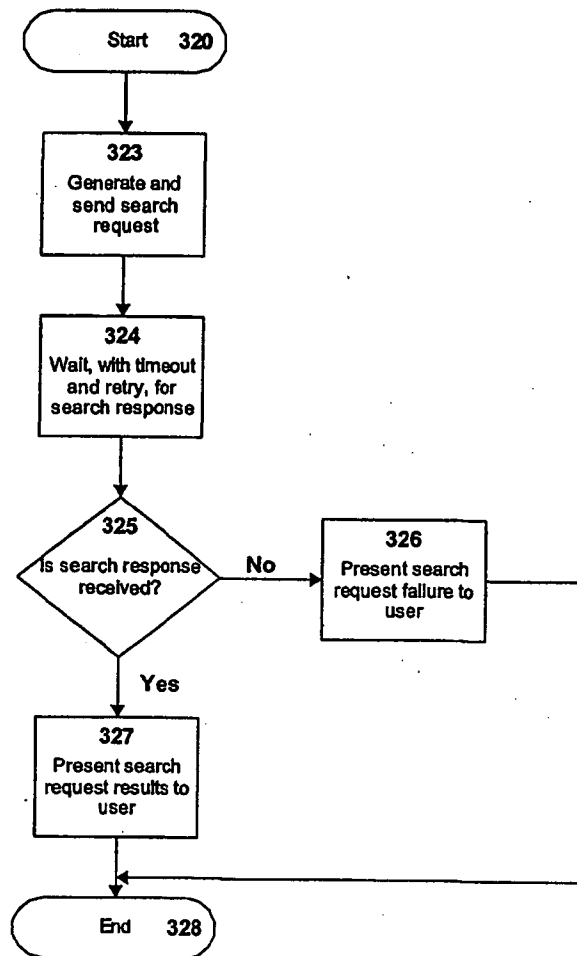 Start 320
323
Generate and
send search
request
324
Wait, with timeout
and retry, for
search response
325
Is search response
received?
No
326
Present search
request failure to
user
Yes
327
Present search
request results to
user
End 328